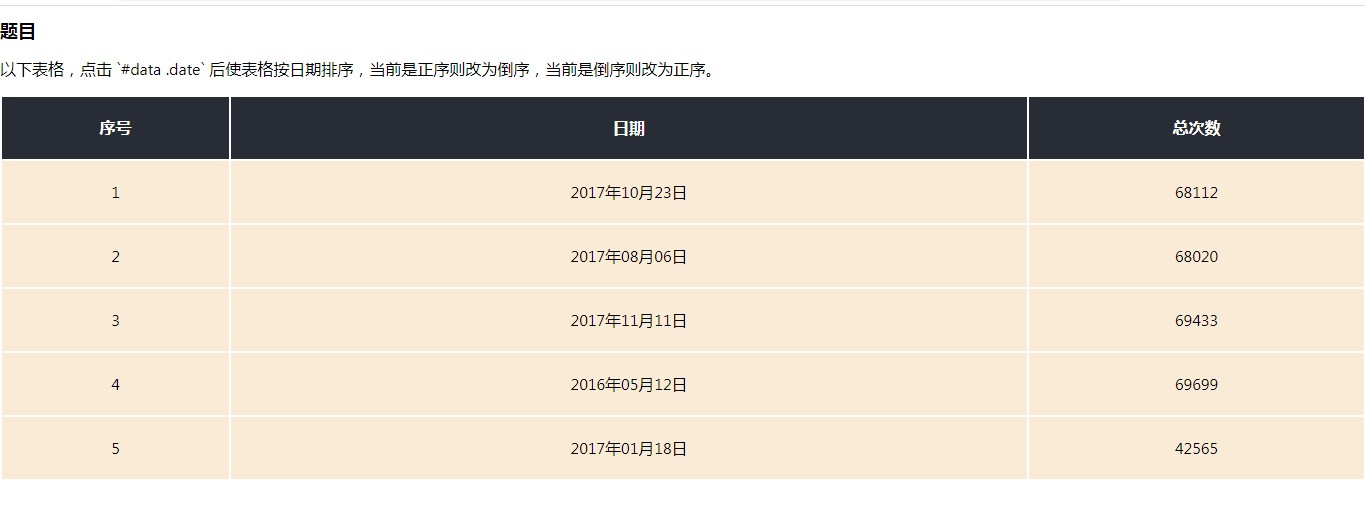 题目
以下表格，点击 `#data .date` 后使表格按日期排序，当前是正序则改为倒序，当前是倒序则改为正序。
序号 日期 总次数
1 2017年10月23日 68112
2 2017年08月06日 68020
3 2017年11月11日 69433
4 2016年05月12日 69699
5 2017年01月18日 42565